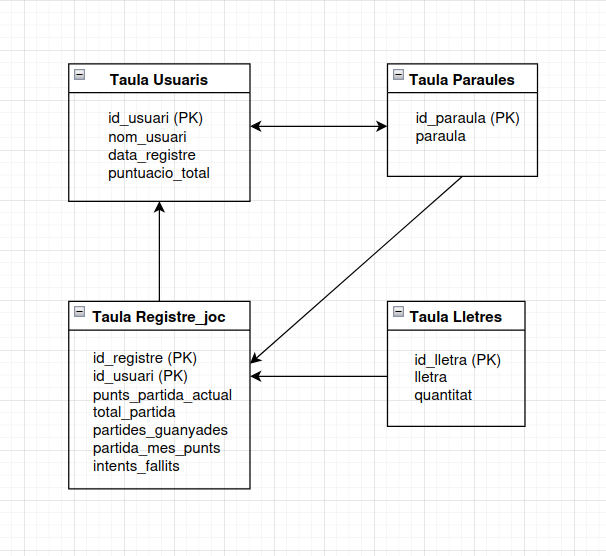 Taula Usuaris
id_usuari (PK)
nom_usuari
data_registre
puntuacio_total
Taula Paraules
id_paraula (PK)
paraula
Taula Registre_joc
id_registre (PK)
id_usuari (PK)
punts_partida_actual
total_partida
partides_guanyades
partida_mes_punts
intents_fallits
Taula Lletres
id_lletra (PK)
lletra
quantitat